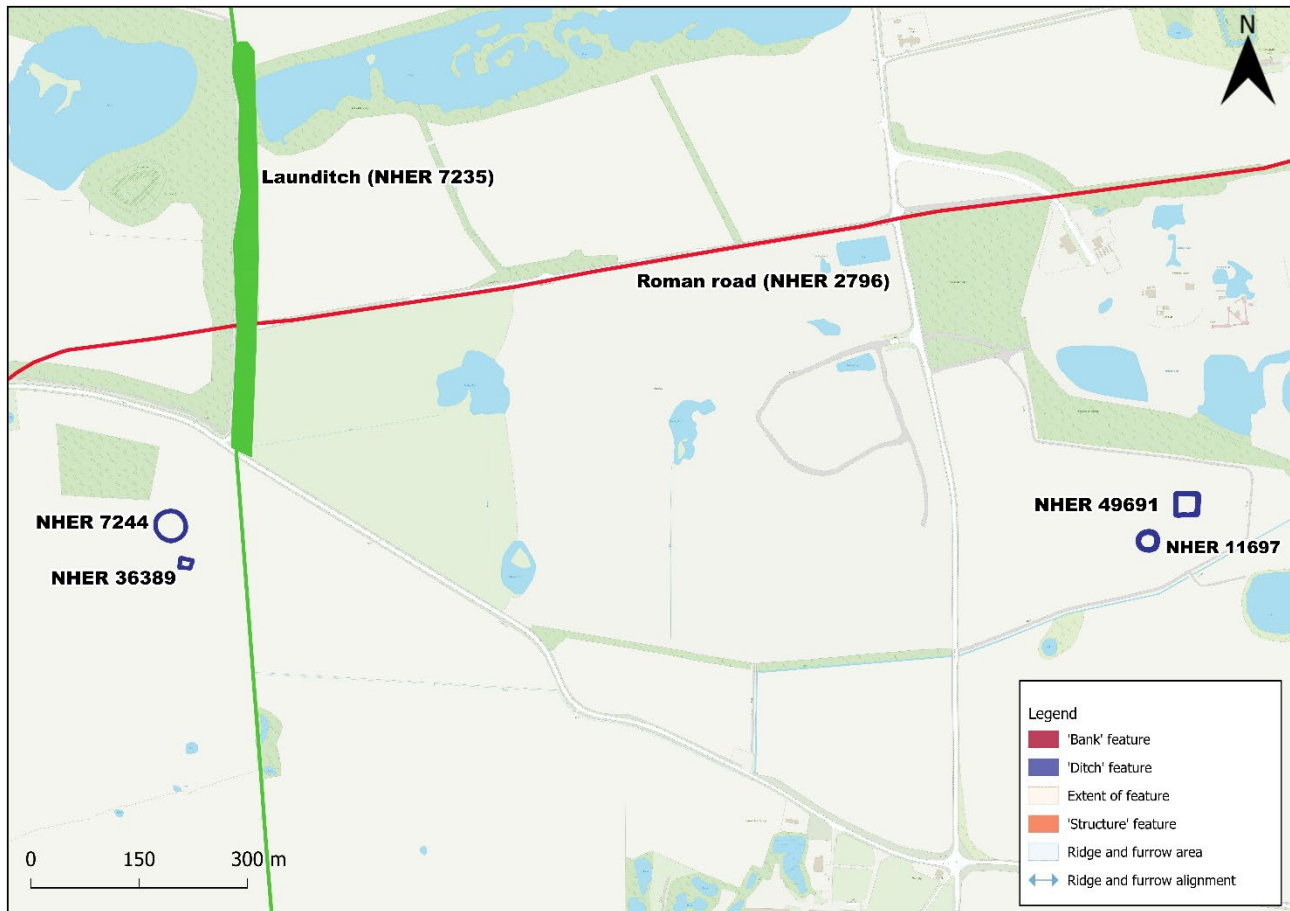 N
Launditch (NHER 7235)
Roman road (NHER 2796)
NHER 7244
NHER 36389
NHER 49691
NHER 11697
Legend
'Bank' feature
'Ditch' feature
Extent of feature
'Structure' feature
Ridge and furrow area
Ridge and furrow alignment
0 150 300 m